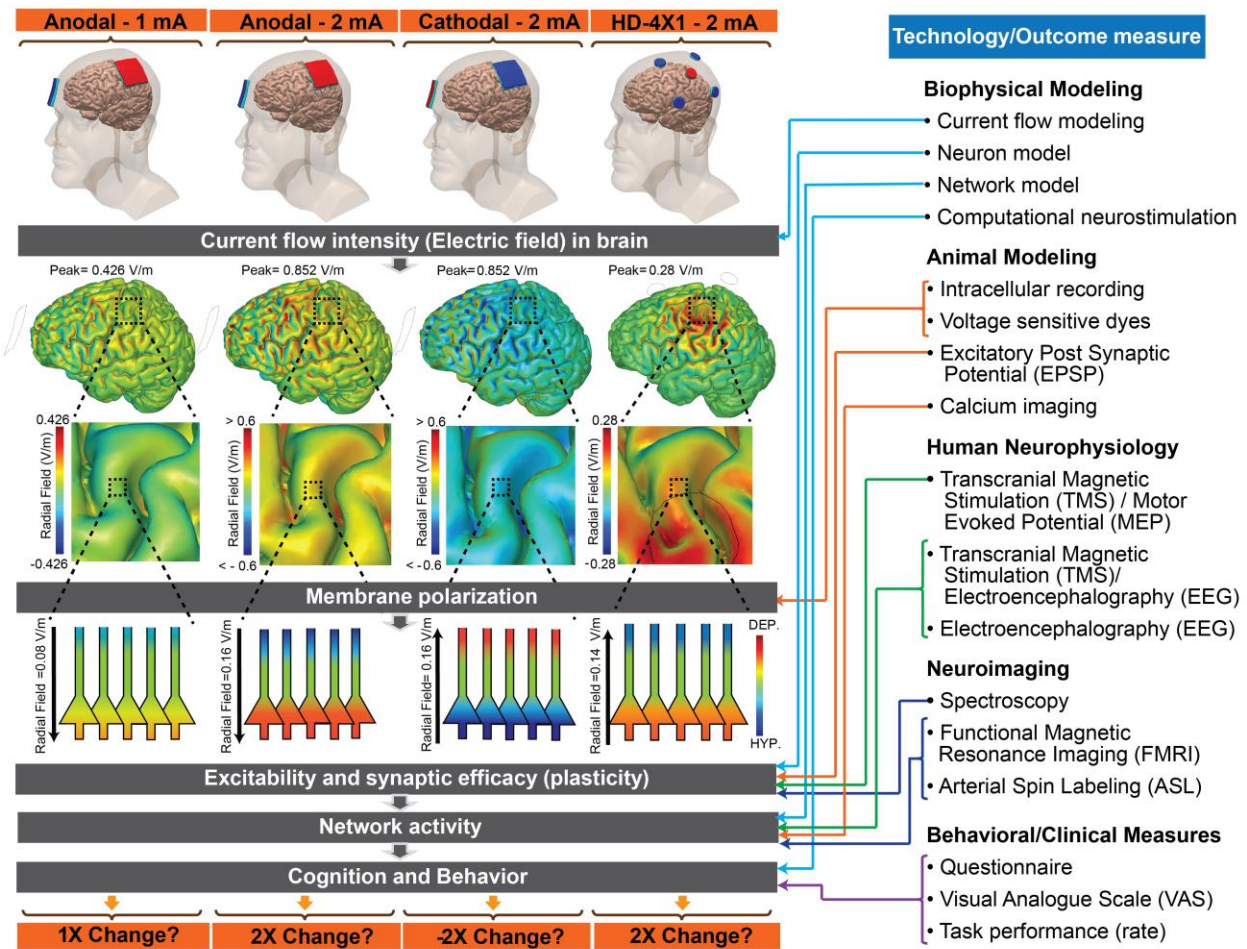 Anodal - 1 mA
Anodal - 2 mA
Cathodal - 2 mA
HD-4X1 - 2 mA
Current flow intensity (Electric field) in brain
Peak= 0.426 V/m
Peak= 0.852 V/m
Peak=0.852 V/m
Peak=0.28 V/m
0.426
Radial Field (V/m)
-0.426
> 0.6
Radial Field (V/m)
< - 0.6
> 0.6
Radial Field (V/m)
< - 0.6
0.28
Radial Field (V/m)
-0.28
Membrane polarization
Radial Field =0.08 V/m
Radial Field=0.16 V/m
Radial Field= 0.16 V/m
Radial Field=0.14 V/m
DEP.
HYP.
Excitability and synaptic efficacy (plasticity)
Network activity
Cognition and Behavior
1X Change?
2X Change?
-2X Change?
2X Change?
Technology/Outcome measure
Biophysical Modeling
• Current flow modeling
• Neuron model
• Network model
• Computational neurostimulation
Animal Modeling
• Intracellular recording
• Voltage sensitive dyes
• Excitatory Post Synaptic
Potential (EPSP)
• Calcium imaging
Human Neurophysiology
• Transcranial Magnetic
Stimulation (TMS) / Motor
Evoked Potential (MEP)
• Transcranial Magnetic
Stimulation (TMS)/
Electroencephalography (EEG)
• Electroencephalography (EEG)
Neuroimaging
• Spectroscopy
• Functional Magnetic
Resonance Imaging (FMRI)
• Arterial Spin Labeling (ASL)
Behavioral/Clinical Measures
• Questionnaire
• Visual Analogue Scale (VAS)
• Task performance (rate)